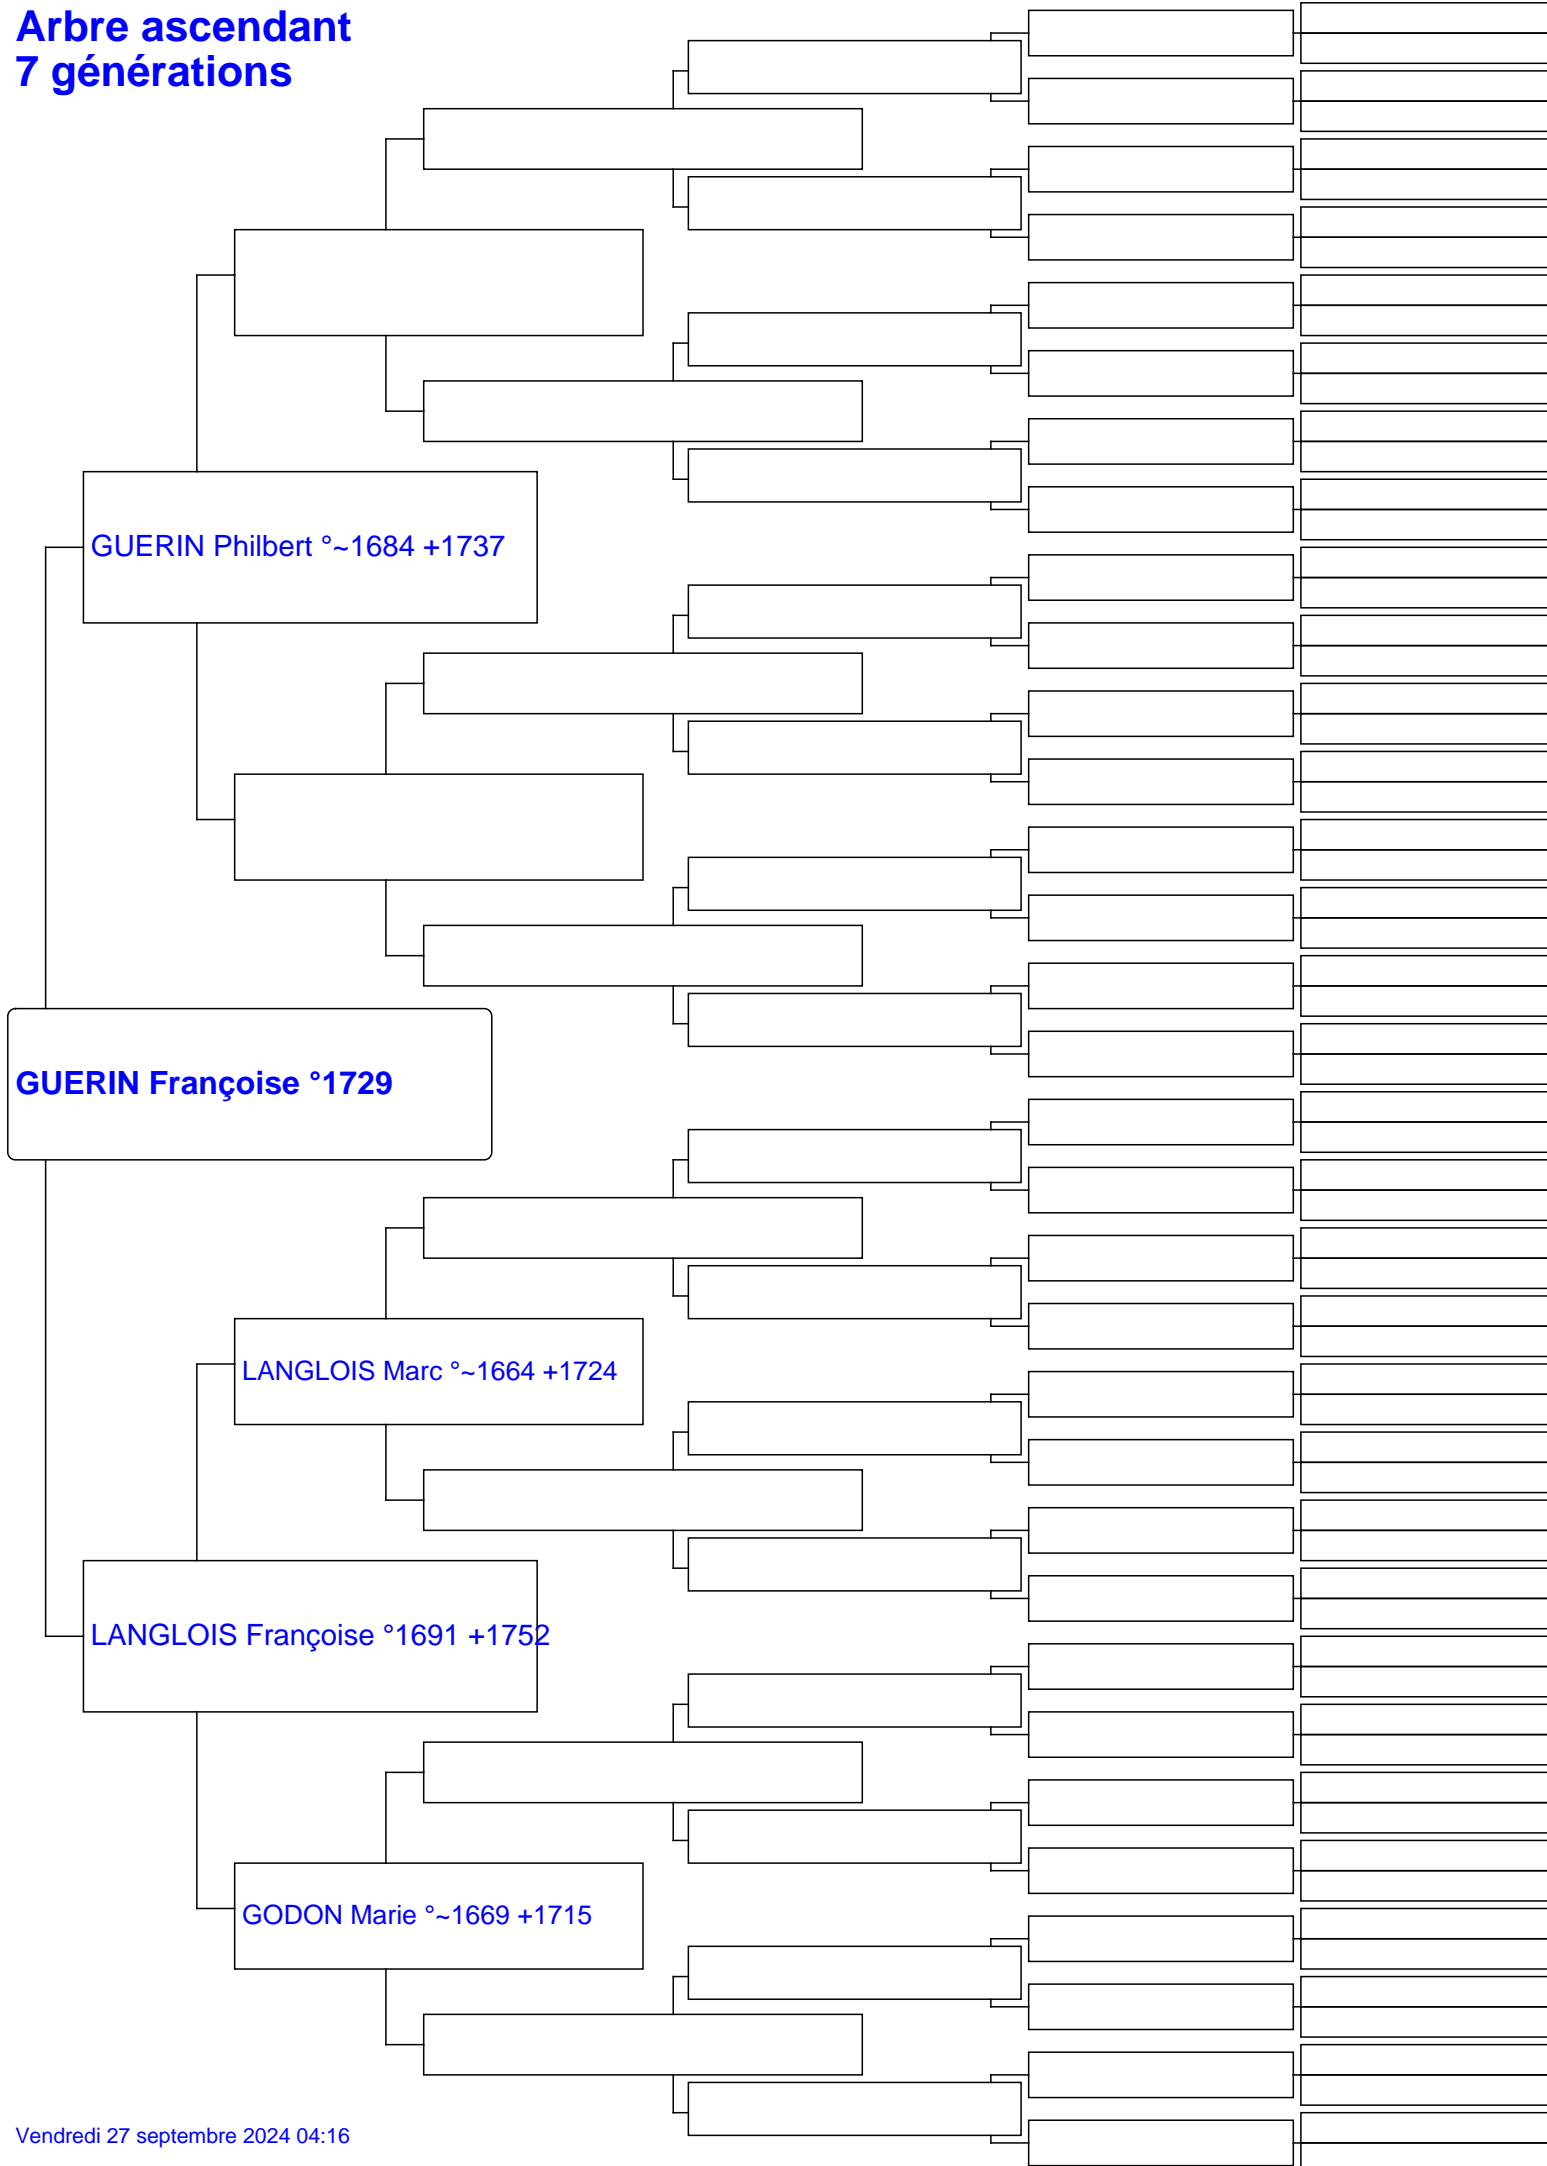 Arbre ascendant
7 générations
GUERIN Philbert °~1684 +1737
GUERIN Françoise °1729
LANGLOIS Marc °~1664 +1724
LANGLOIS Françoise °1691 +1752
GODON Marie °~1669 +1715
Vendredi 27 septembre 2024 04:16